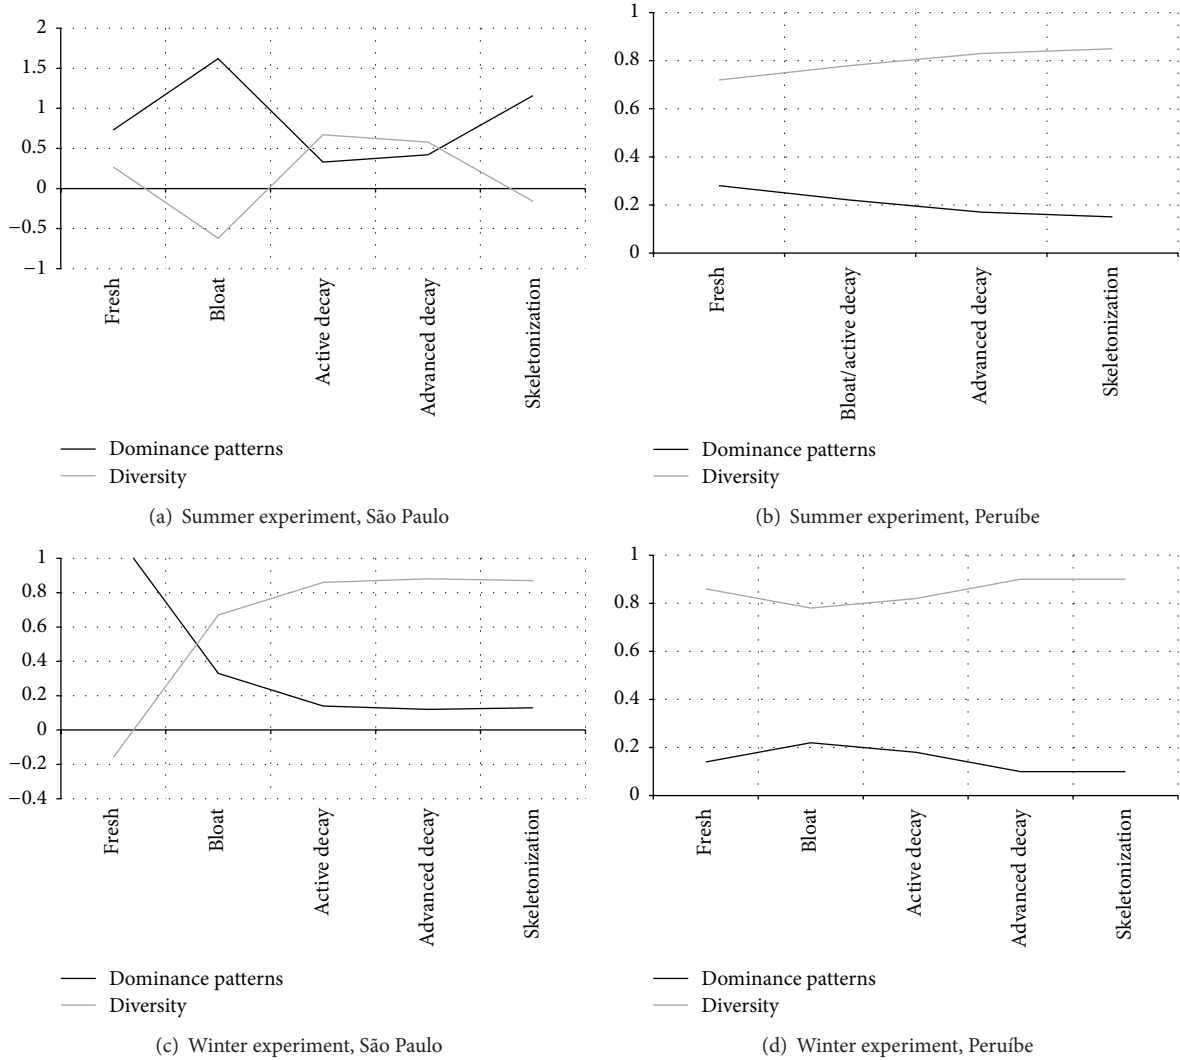 2
1.5
1
0.5
0
−0.5
−1
Fresh
Bloat
Active decay
Advanced decay
Skeletonization
Dominance patterns
Diversity
(a) Summer experiment, São Paulo
1
0.8
0.6
0.4
0.2
0
Fresh
Bloat/active decay
Advanced decay
Skeletonization
Dominance patterns
Diversity
(b) Summer experiment, Peruíbe
1
0.8
0.6
0.4
0.2
0
−0.2
−0.4
Fresh
Bloat
Active decay
Advanced decay
Skeletonization
Dominance patterns
Diversity
(c) Winter experiment, São Paulo
1
0.8
0.6
0.4
0.2
0
Fresh
Bloat
Active decay
Advanced decay
Skeletonization
Dominance patterns
Diversity
(d) Winter experiment, Peruíbe